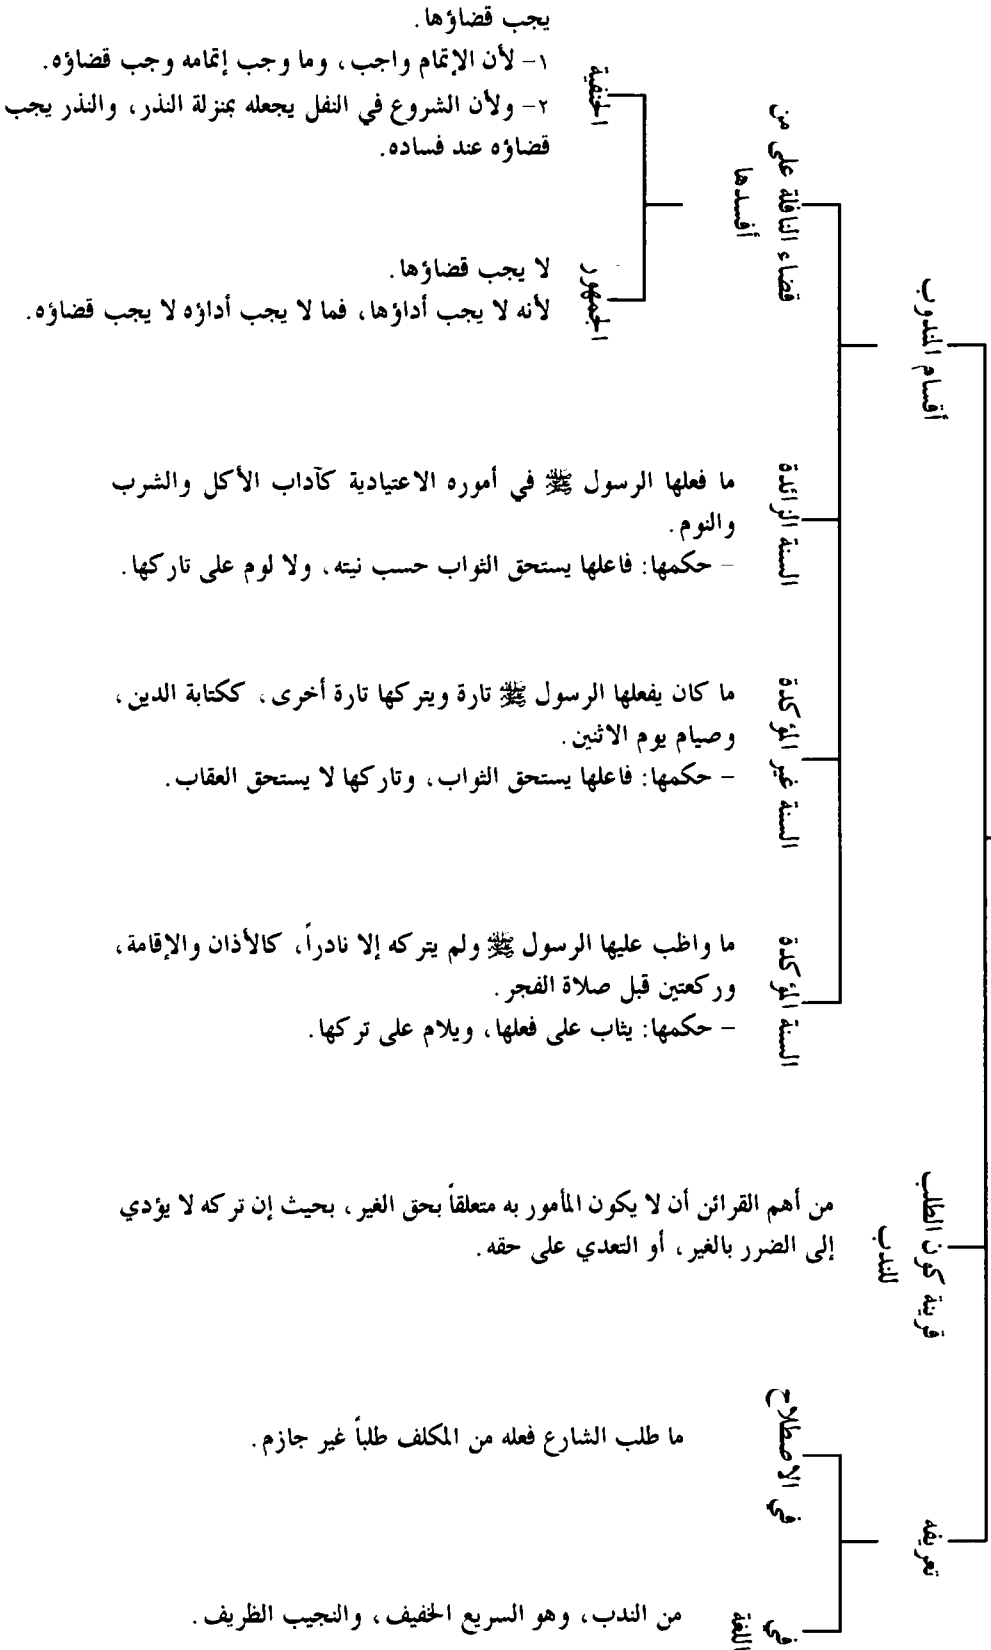 أقسام المندوب
قضاء النافلة على من
أفسدها
الحنفية
يجب قضاؤها.
١- لأن الإتمام واجب، وما وجب إتمامه وجب قضاؤه.
٢- ولأن الشروع في النفل يجعله بمنزلة النذر، والنذر يجب
قضاؤه عند فساده.
الجمهور
لا يجب قضاؤها.
لأنه لا يجب أداؤها، فما لا يجب أداؤه لا يجب قضاؤه.
السنة الزائدة
ما فعلها الرسول ﷺ في أموره الاعتيادية كآداب الأكل والشرب
والنوم.
- حكمها: فاعلها يستحق الثواب حسب نيته، ولا لوم على تاركها.
السنة غير المؤكدة
ما كان يفعلها الرسول ﷺ تارة ويتركها تارة أخرى، ككتابة الدين،
وصيام يوم الاثنين.
- حكمها: فاعلها يستحق الثواب، وتاركها لا يستحق العقاب.
السنة المؤكدة
ما واظب عليها الرسول ﷺ ولم يتركه إلا نادراً، كالأذان والإقامة،
وركعتين قبل صلاة الفجر.
- حكمها: يثاب على فعلها، ويلام على تركها.
قرينة كون الطلب
للندب
من أهم القرائن أن لا يكون المأمور به متعلقاً بحق الغير، بحيث إن تركه لا يؤدي
إلى الضرر بالغير، أو التعدي على حقه.
تعريفه
في الاصطلاح
ما طلب الشارع فعله من المكلف طلباً غير جازم.
في
اللغة
من الندب، وهو السريع الخفيف، والنجيب الظريف.